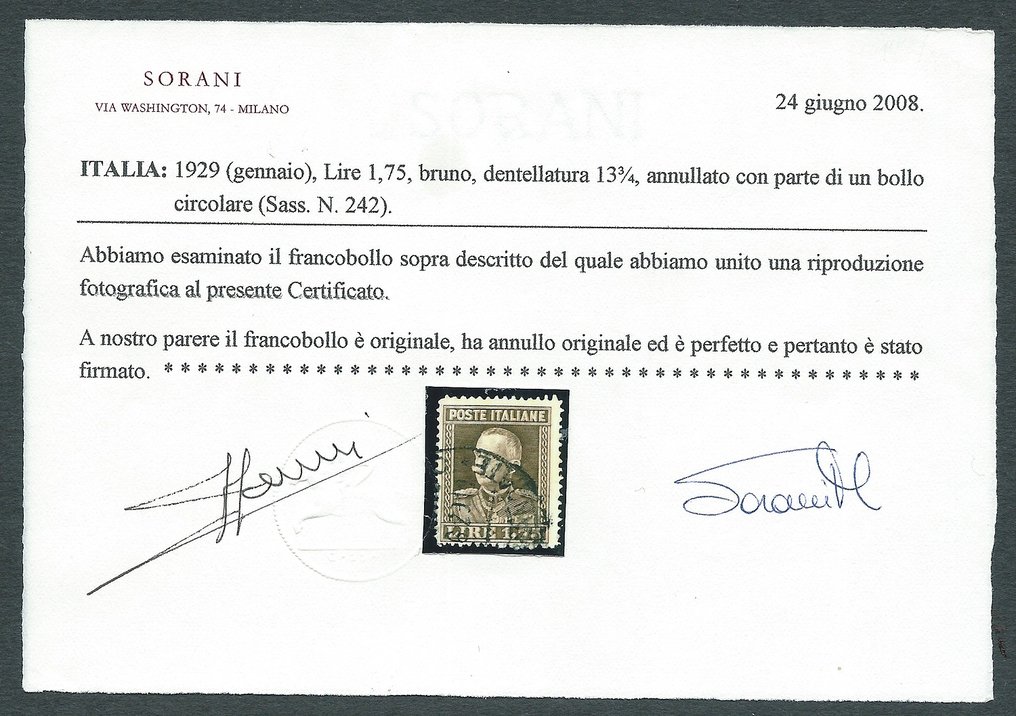 SORANI
VIA WASHINGTON, 74 - MILANO
24 giugno 2008.
ITALIA: 1929 (gennaio), Lire 1,75, bruno, dentellatura 13¾, annullato con parte di un bollo
circolare (Sass. N. 242).
Abbiamo esaminato il francobollo sopra descritto del quale abbiamo unito una riproduzione
fotografica al presente Certificato.
A nostro parere il francobollo è originale, ha annullo originale ed è perfetto e pertanto è stato
firmato. * * * * * * * * * * * * * * * * * * * * * * * * * * * * * * * * * * * * * * * * * * * * *
POSTE ITALIANE
LIRE